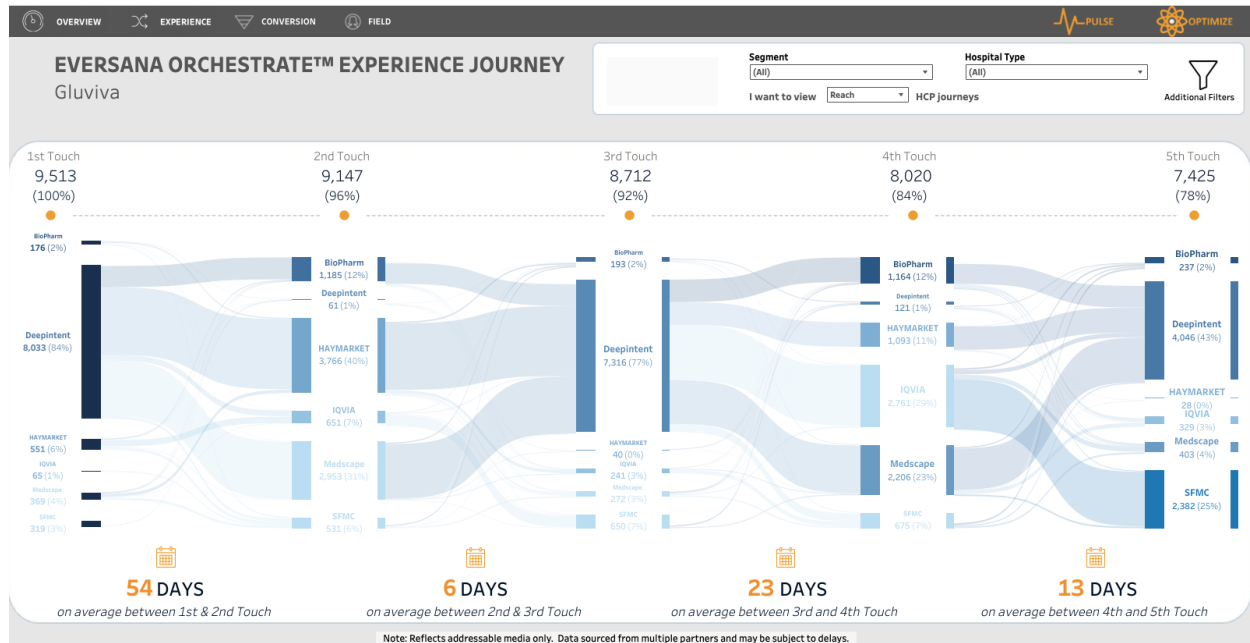 OVERVIEW
EXPERIENCE
CONVERSION
FIELD
PULSE
OPTIMIZE
EVERSANA ORCHESTRATE™ EXPERIENCE JOURNEY
Gluviva
Segment
(All)
Hospital Type
(All)
I want to view Reach HCP journeys
Additional Filters
1st Touch
9,513
(100%)
2nd Touch
9,147
(96%)
3rd Touch
8,712
(92%)
4th Touch
8,020
(84%)
5th Touch
7,425
(78%)
BioPharm
176 (2%)
Deepintent
8,033 (84%)
HAYMARKET
551 (6%)
IQVIA
65 (1%)
Medscape
369 (4%)
SFMC
319 (3%)
BioPharm
1,185 (12%)
Deepintent
61 (1%)
HAYMARKET
3,766 (40%)
IQVIA
651 (7%)
Medscape
2,953 (31%)
SFMC
531 (6%)
BioPharm
193 (2%)
Deepintent
7,316 (77%)
HAYMARKET
40 (0%)
IQVIA
241 (3%)
Medscape
272 (3%)
SFMC
650 (7%)
BioPharm
1,164 (12%)
Deepintent
121 (1%)
HAYMARKET
1,093 (11%)
IQVIA
2,761 (29%)
Medscape
2,206 (23%)
SFMC
675 (7%)
BioPharm
237 (2%)
Deepintent
4,046 (43%)
HAYMARKET
28 (0%)
IQVIA
329 (3%)
Medscape
403 (4%)
SFMC
2,382 (25%)
54 DAYS
on average between 1st & 2nd Touch
6 DAYS
on average between 2nd & 3rd Touch
23 DAYS
on average between 3rd and 4th Touch
13 DAYS
on average between 4th and 5th Touch
Note: Reflects addressable media only. Data sourced from multiple partners and may be subject to delays.